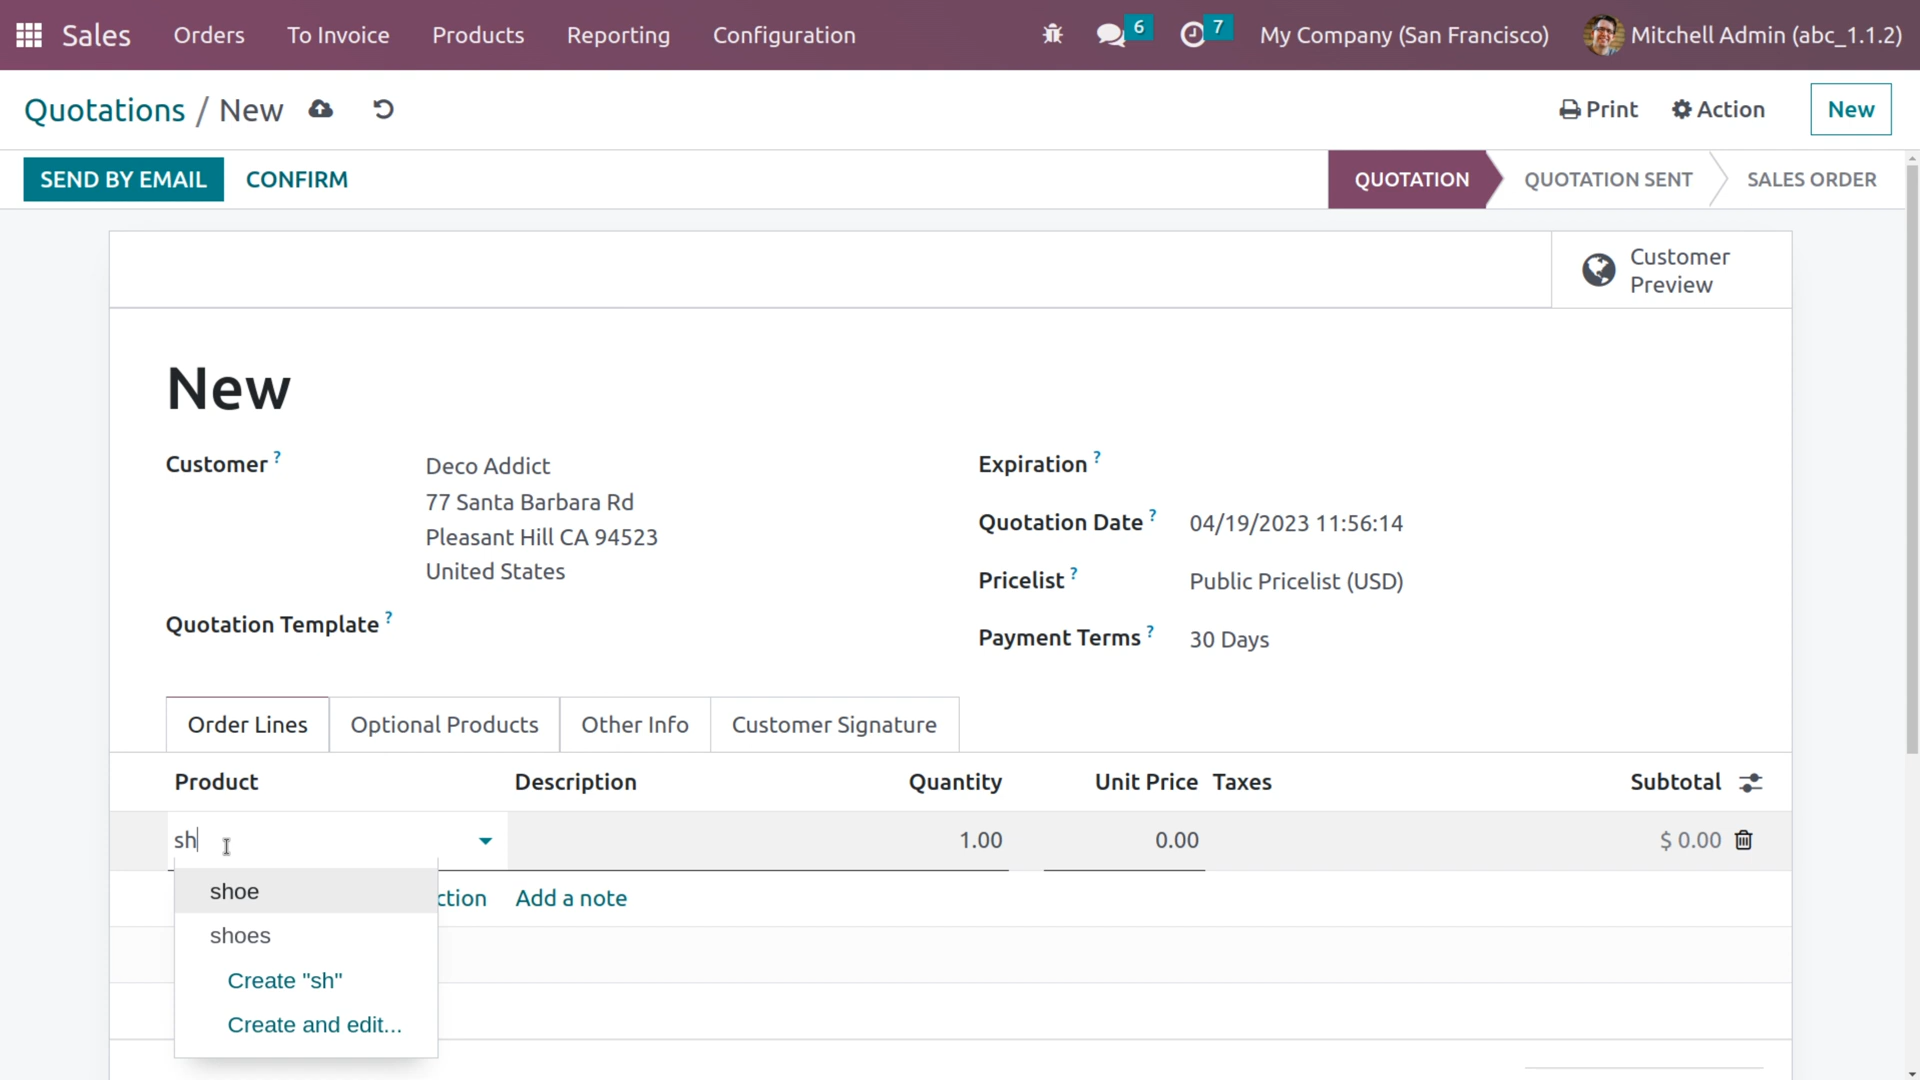 Sales Orders To Invoice Products Reporting Configuration 6 7 My Company (San Francisco) Mitchell Admin (abc_1.1.2)
Quotations / New Print Action New
SEND BY EMAIL CONFIRM QUOTATION QUOTATION SENT SALES ORDER
Customer
Preview
New
Customer ? Deco Addict
77 Santa Barbara Rd
Pleasant Hill CA 94523
United States
Quotation Template ?
Expiration ?
Quotation Date ? 04/19/2023 11:56:14
Pricelist ? Public Pricelist (USD)
Payment Terms ? 30 Days
Order Lines Optional Products Other Info Customer Signature
Product Description Quantity Unit Price Taxes Subtotal
sh 1.00 0.00 $ 0.00
ction Add a note
shoe
shoes
Create "sh"
Create and edit...